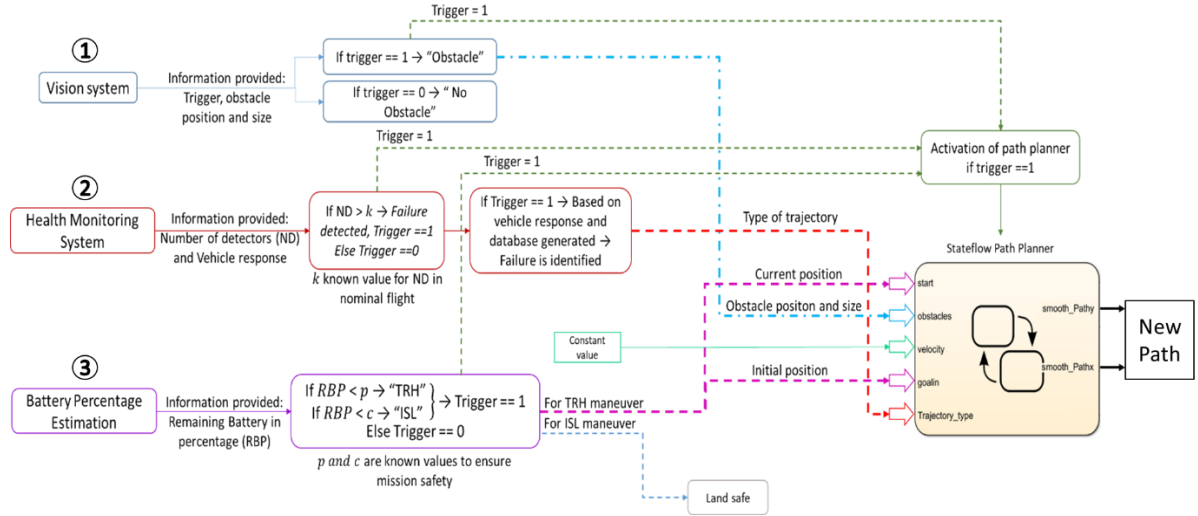 Trigger = 1
①
Vision system
Information provided:
Trigger, obstacle
position and size
If trigger == 1 → “Obstacle”
If trigger == 0 → “ No
Obstacle”
Trigger = 1
Trigger = 1
Activation of path planner
if trigger ==1
②
Health Monitoring
System
Information provided:
Number of detectors (ND)
and Vehicle response
If ND > k → Failure
detected, Trigger ==1
Else Trigger ==0
k known value for ND in
nominal flight
If Trigger == 1 → Based on
vehicle response and
database generated →
Failure is identified
Type of trajectory
Stateflow Path Planner
Current position
Obstacle positon and size
Constant
value
Initial position
start
obstacles
velocity
goalin
Trajectory_type
smooth_Pathy
smooth_Pathx
New
Path
③
Battery Percentage
Estimation
Information provided:
Remaining Battery in
percentage (RBP)
If RBP < p → “TRH”
If RBP < c → “ISL”
} → Trigger == 1
Else Trigger == 0
p and c are known values to ensure
mission safety
For TRH maneuver
For ISL maneuver
Land safe